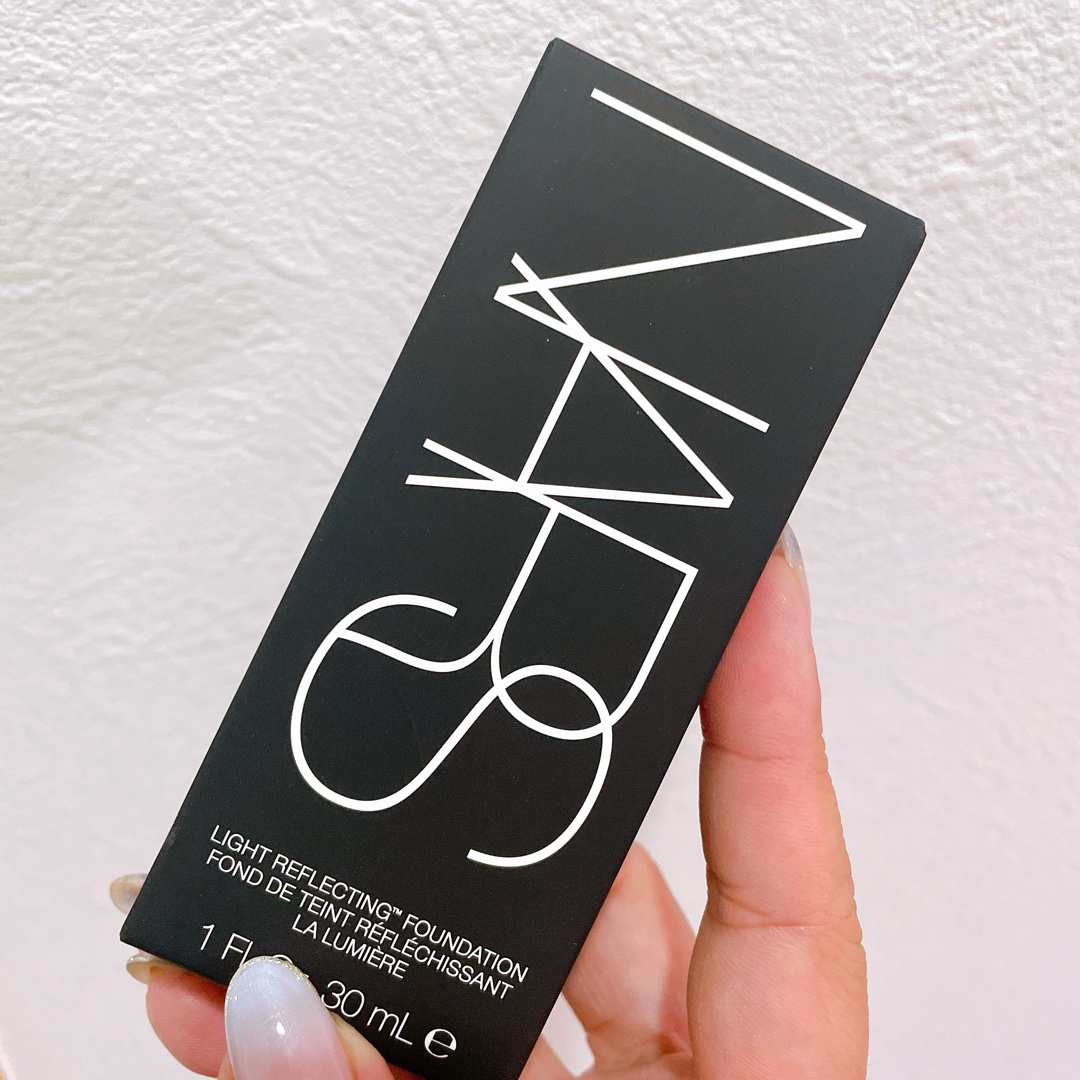 NARS
LIGHT REFLECTING™ FOUNDATION
FOND DE TEINT RÉFLÉCHISSANT
LA LUMIÈRE
1 Fl 30 mL ℮